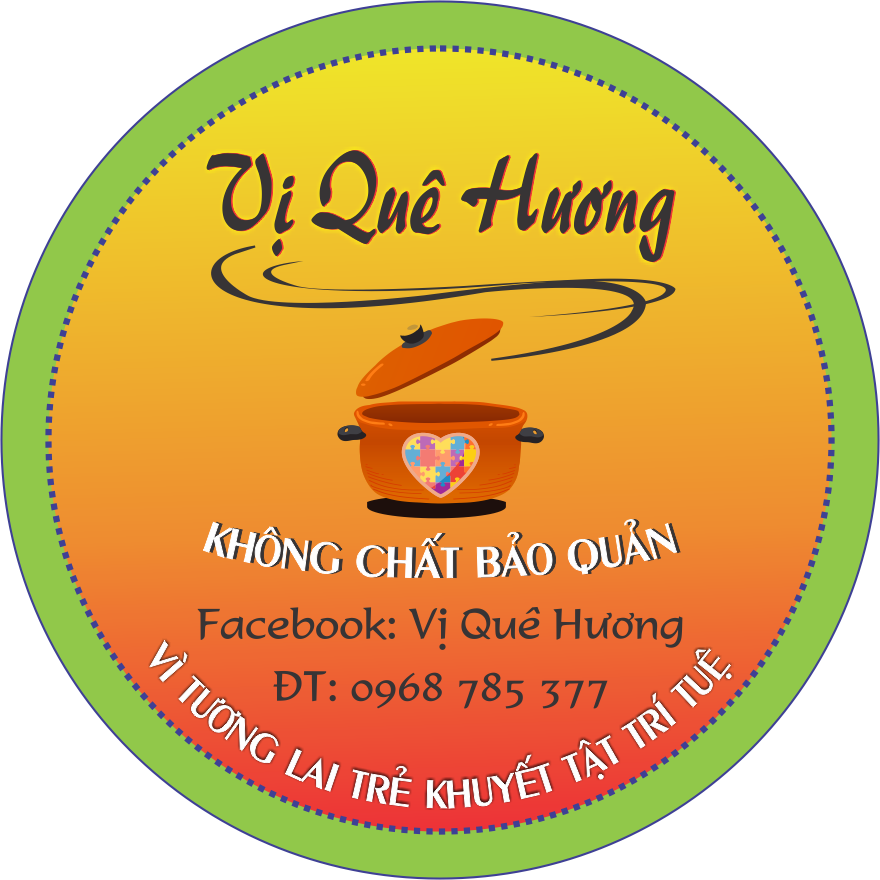 Vị Quê Hương
KHÔNG CHẤT BẢO QUẢN
Facebook: Vị Quê Hương
ĐT: 0968 785 377
VÌ TƯƠNG LAI TRẺ KHUYẾT TẬT TRÍ TUỆ